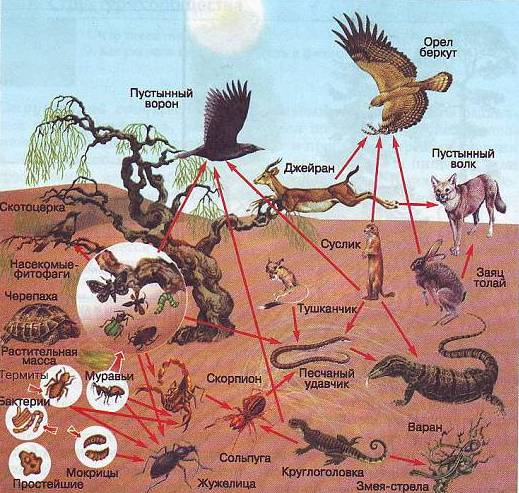 Орел
беркут
Пустынный
ворон
Пустынный
волк
Джейран
Скотоцерка
Суслик
Насекомые-
фитофаги
Заяц
толай
Тушканчик
Черепаха
Растительная
масса
Термиты
Муравьи
Скорпион
Песчаный
удавчик
Бактерии
Варан
Мокрицы
Сольпуга
Круглоголовка
Простейшие
Жужелица
Змея-стрела